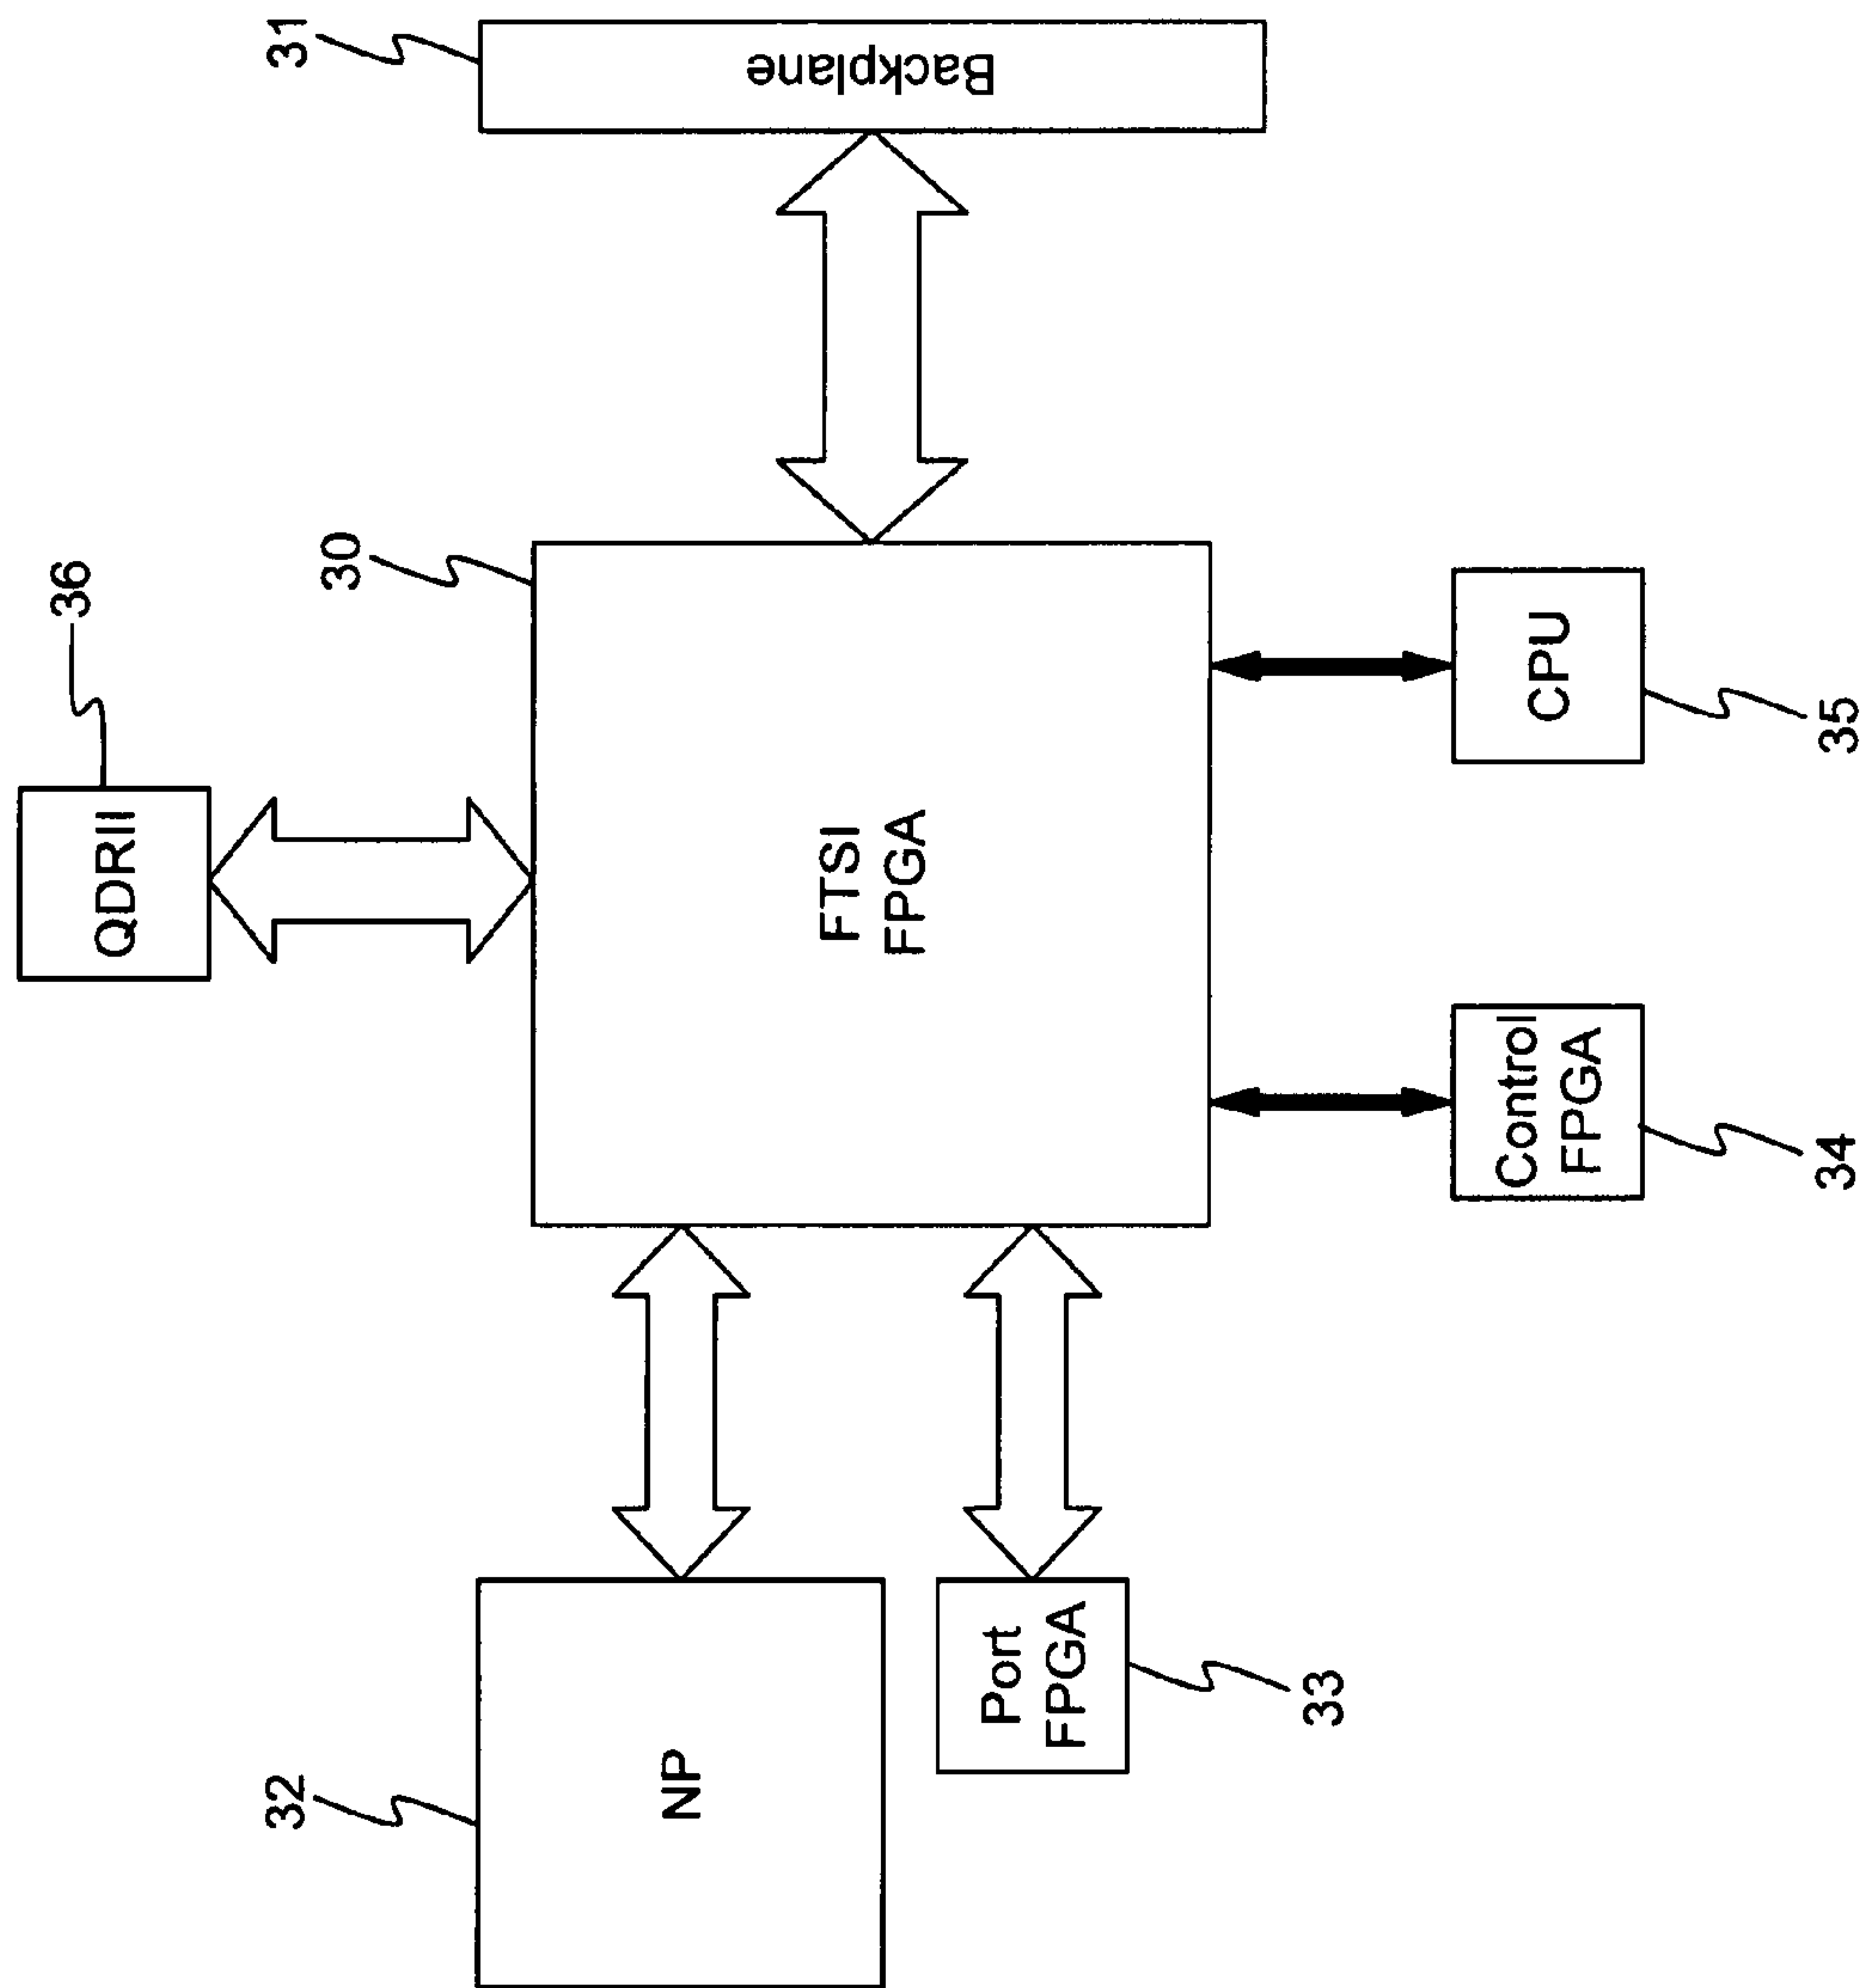 31
Backplane
36
QDRII
30
FTSI
FPGA
CPU
35
Control
FPGA
34
32
NP
Port
FPGA
33